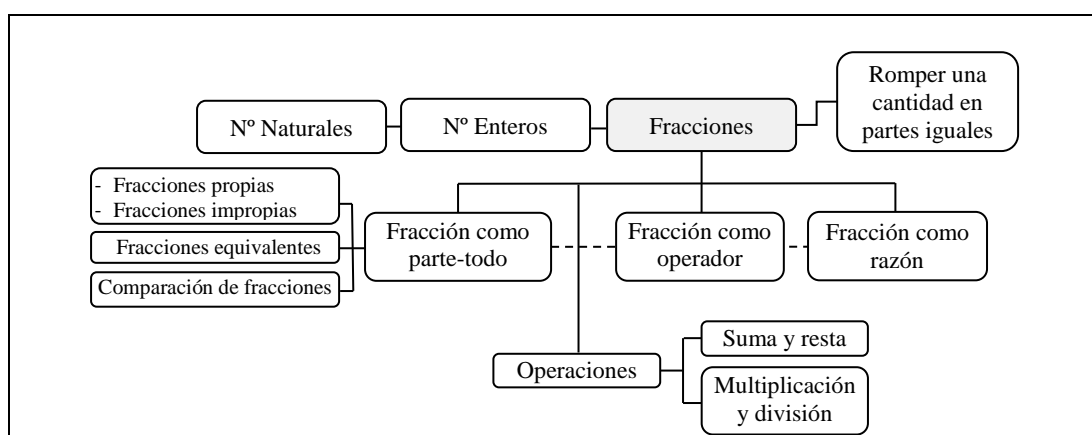 Romper una
cantidad en
partes iguales
Nº Naturales
Nº Enteros
Fracciones
- Fracciones propias
- Fracciones impropias
Fracciones equivalentes
Comparación de fracciones
Fracción como
parte-todo
Fracción como
operador
Fracción como
razón
Operaciones
Suma y resta
Multiplicación
y división